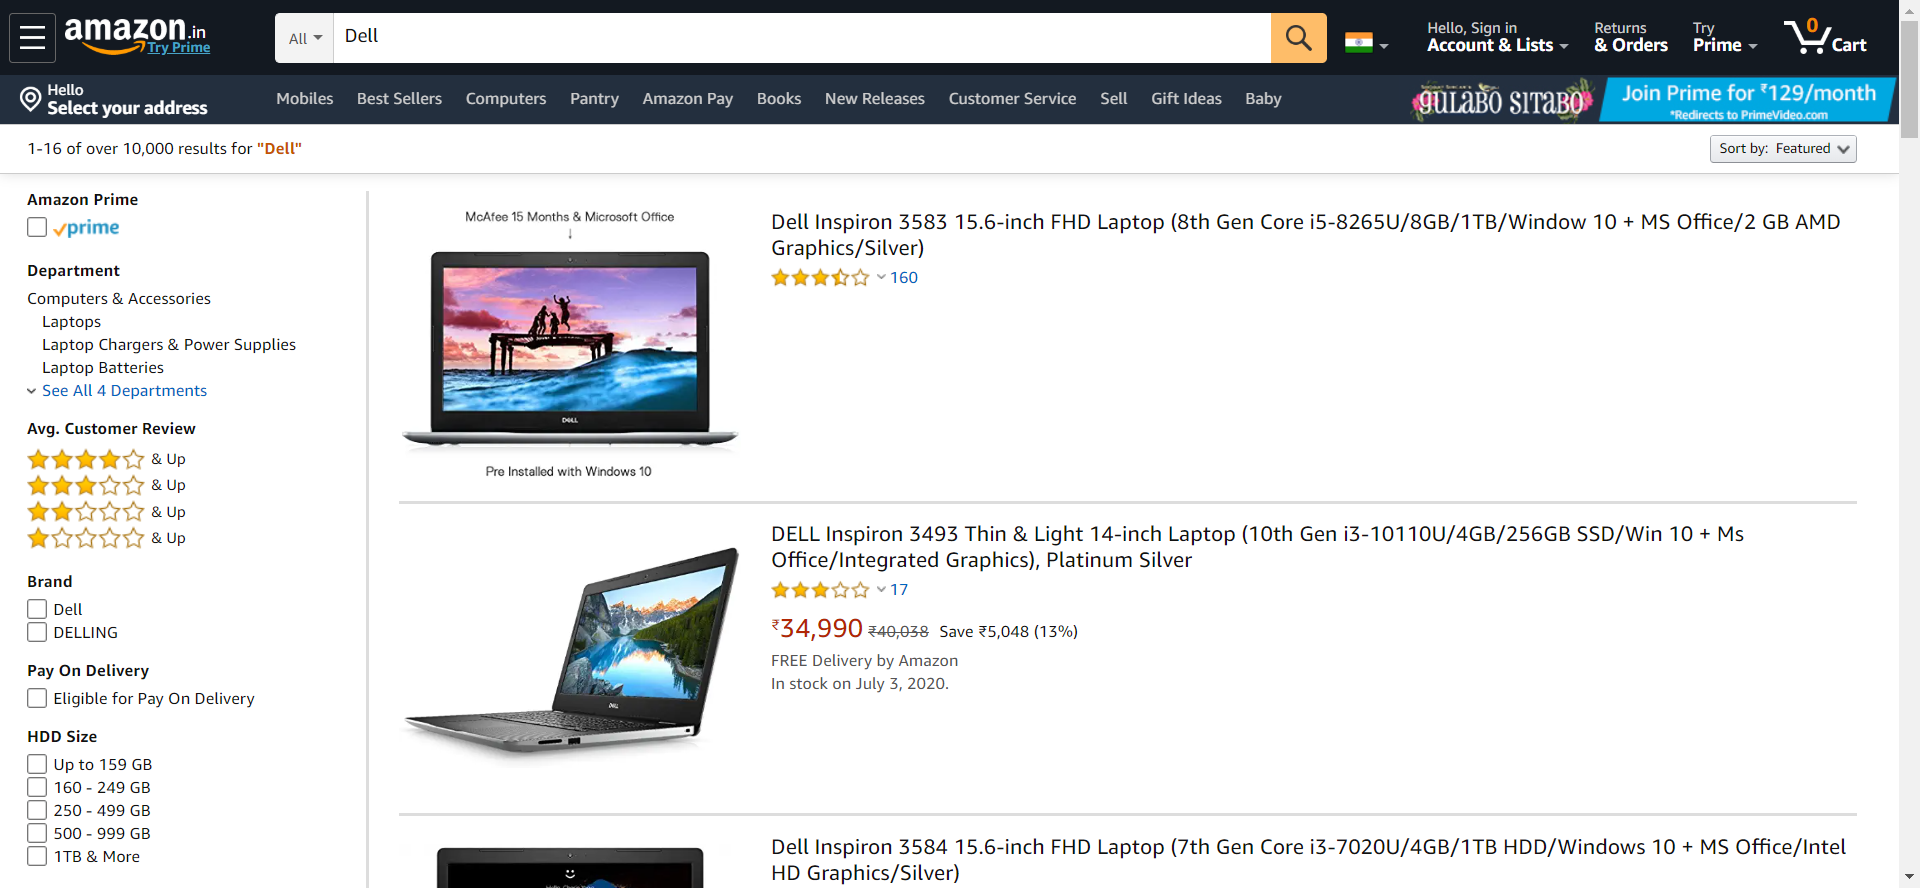 amazon.in
Try Prime
All
Dell
Hello, Sign in
Account & Lists
Returns
& Orders
Try
Prime
0
Cart
Hello
Select your address
Mobiles
Best Sellers
Computers
Pantry
Amazon Pay
Books
New Releases
Customer Service
Sell
Gift Ideas
Baby
GULABO SITABO
Join Prime for ₹129/month
*Redirects to PrimeVideo.com
1-16 of over 10,000 results for "Dell"
Sort by: Featured
Amazon Prime
prime
Department
Computers & Accessories
Laptops
Laptop Chargers & Power Supplies
Laptop Batteries
See All 4 Departments
Avg. Customer Review
& Up
& Up
& Up
& Up
Brand
Dell
DELLING
Pay On Delivery
Eligible for Pay On Delivery
HDD Size
Up to 159 GB
160 - 249 GB
250 - 499 GB
500 - 999 GB
1TB & More
McAfee 15 Months & Microsoft Office
DELL
Pre Installed with Windows 10
Dell Inspiron 3583 15.6-inch FHD Laptop (8th Gen Core i5-8265U/8GB/1TB/Window 10 + MS Office/2 GB AMD
Graphics/Silver)
160
DELL
DELL Inspiron 3493 Thin & Light 14-inch Laptop (10th Gen i3-10110U/4GB/256GB SSD/Win 10 + Ms
Office/Integrated Graphics), Platinum Silver
17
₹34,990 ₹40,038 Save ₹5,048 (13%)
FREE Delivery by Amazon
In stock on July 3, 2020.
Dell Inspiron 3584 15.6-inch FHD Laptop (7th Gen Core i3-7020U/4GB/1TB HDD/Windows 10 + MS Office/Intel
HD Graphics/Silver)